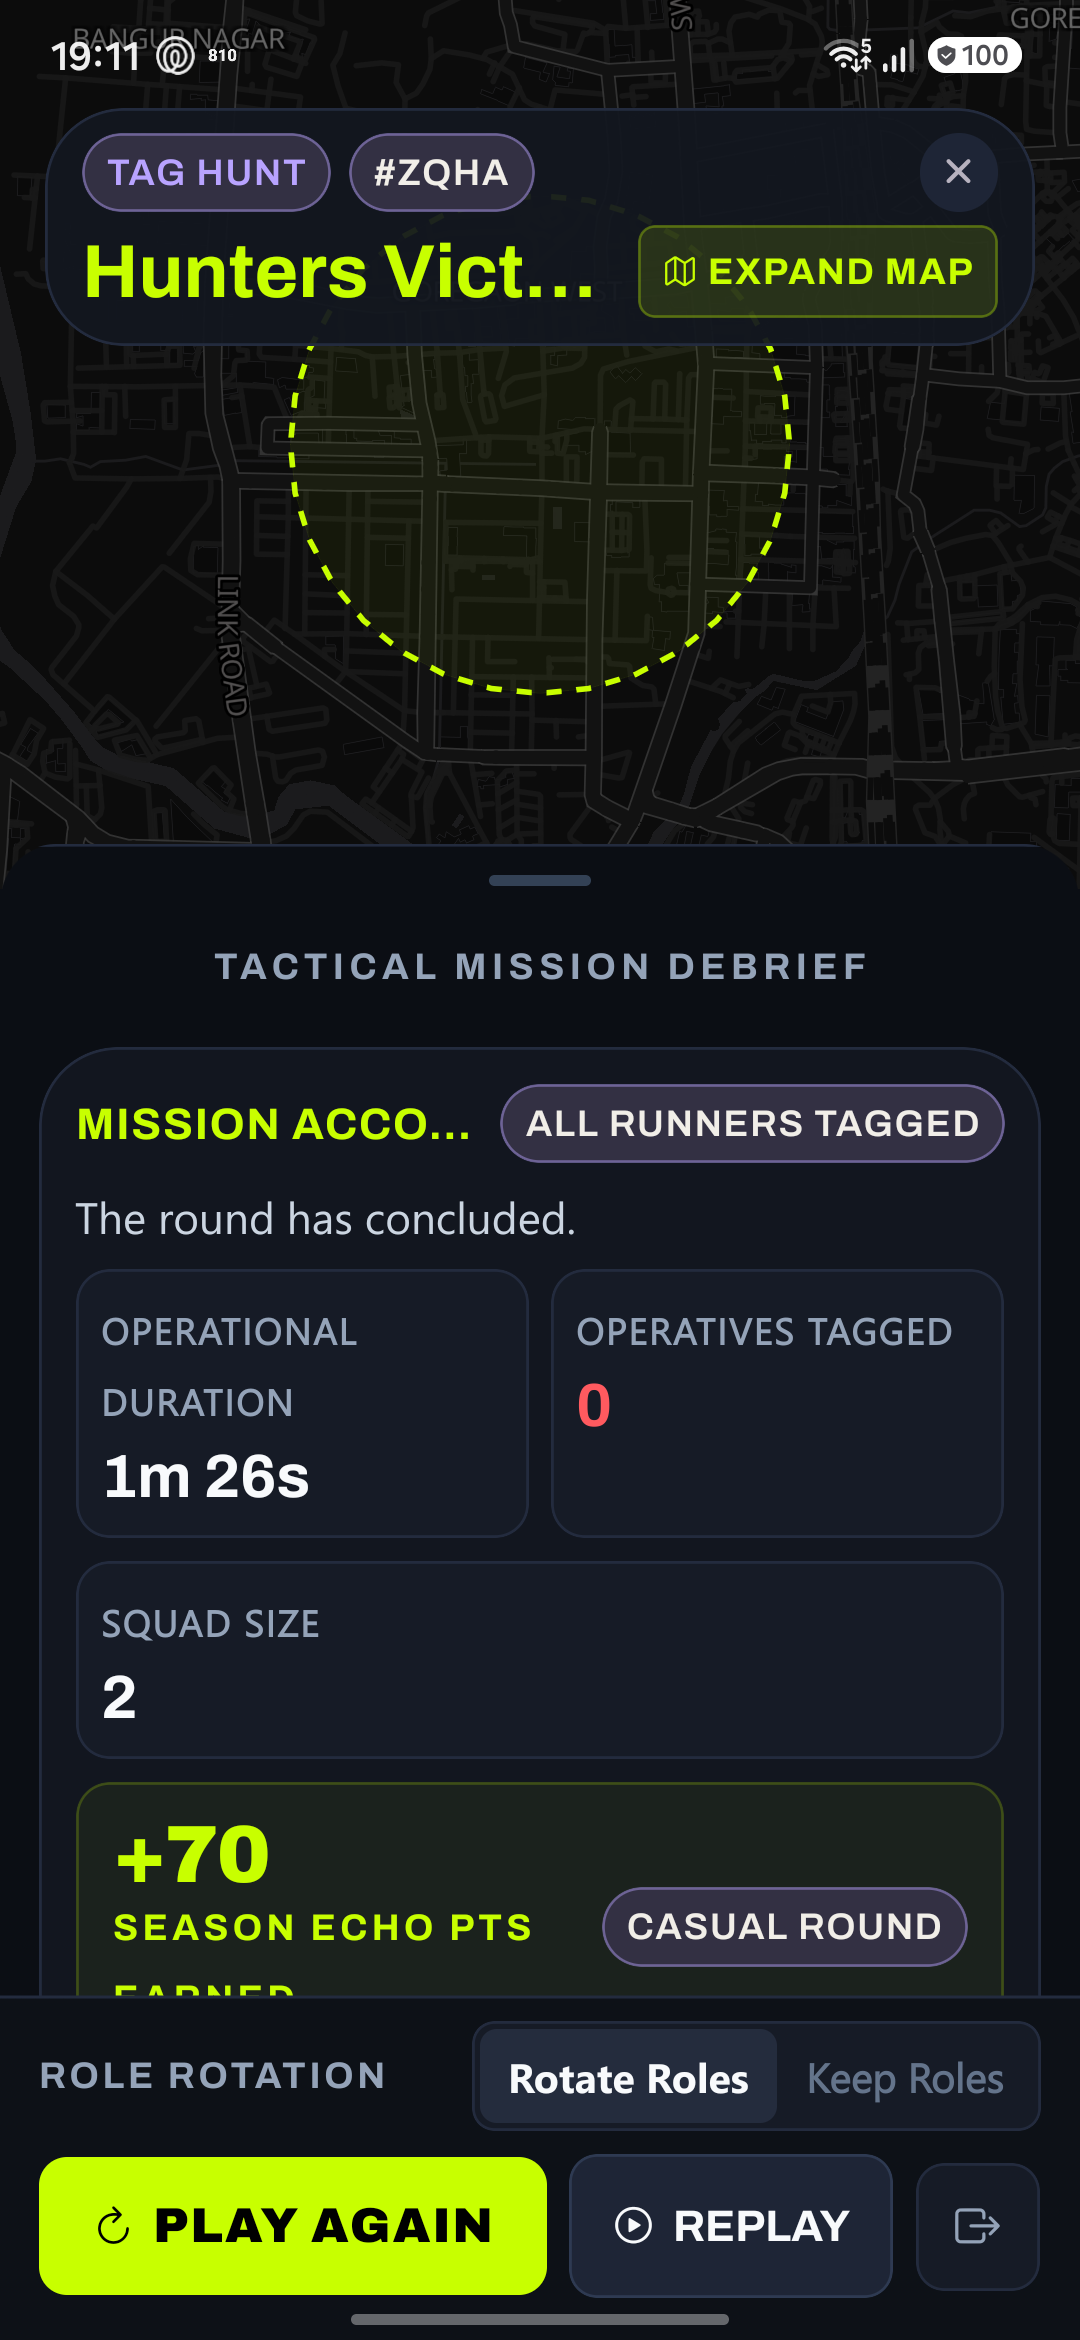 BANGUR NAGAR
GORE
19:11
810
5
100
TAG HUNT
#ZQHA
Hunters Vict...
EXPAND MAP
LINK ROAD
TACTICAL MISSION DEBRIEF
MISSION ACCO...
ALL RUNNERS TAGGED
The round has concluded.
OPERATIONAL
DURATION
1m 26s
OPERATIVES TAGGED
0
SQUAD SIZE
2
+70
SEASON ECHO PTS
EARNED
CASUAL ROUND
ROLE ROTATION
Rotate Roles
Keep Roles
PLAY AGAIN
REPLAY